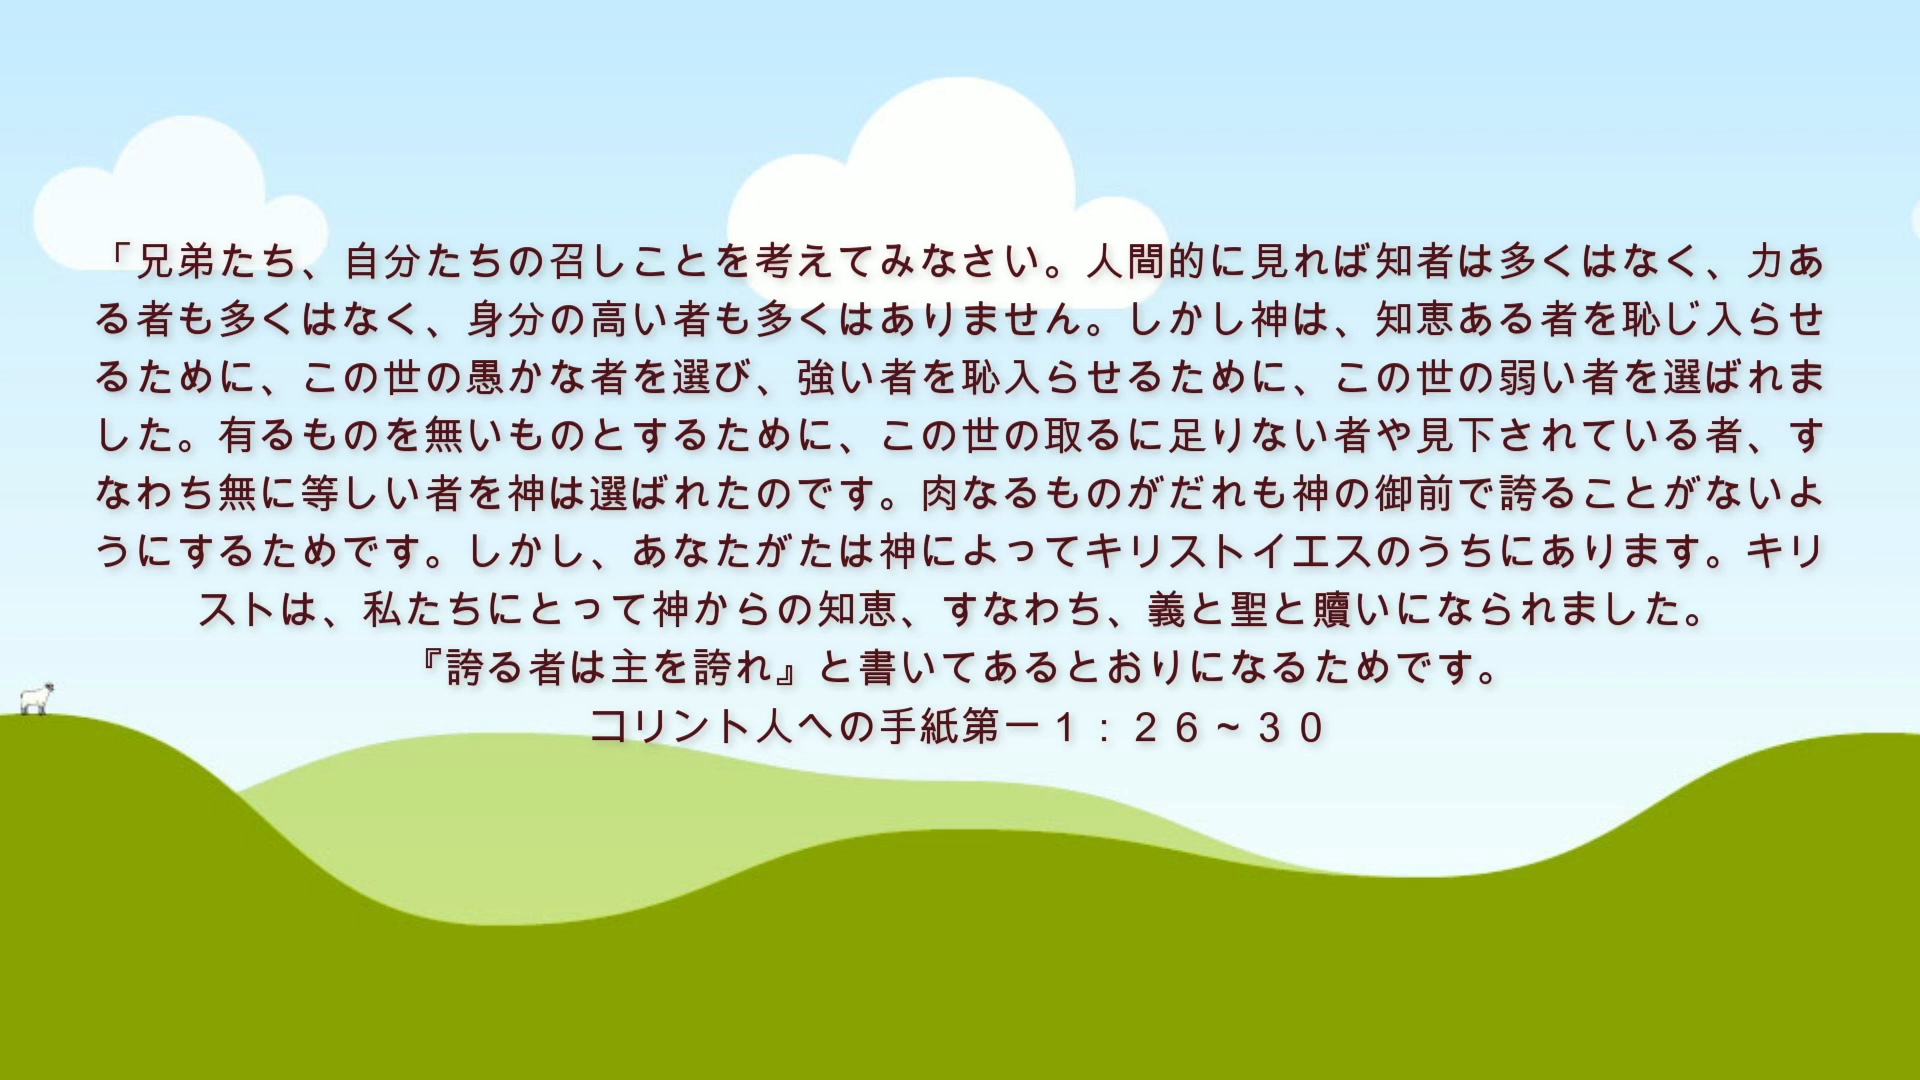 「兄弟たち、自分たちの召しことを考えてみなさい。人間的に見れば知者は多くはなく、力あ
る者も多くはなく、身分の高い者も多くはありません。しかし神は、知恵ある者を恥じ入らせ
るために、この世の愚かな者を選び、強い者を恥入らせるために、この世の弱い者を選ばれま
した。有るものを無いものとするために、この世の取るに足りない者や見下されている者、す
なわち無に等しい者を神は選ばれたのです。肉なるものがだれも神の御前で誇ることがないよ
うにするためです。しかし、あなたがたは神によってキリストイエスのうちにあります。キリ
ストは、私たちにとって神からの知恵、すなわち、義と聖と贖いになられました。
『誇る者は主を誇れ』と書いてあるとおりになるためです。
コリント人への手紙第一１：２６~３０